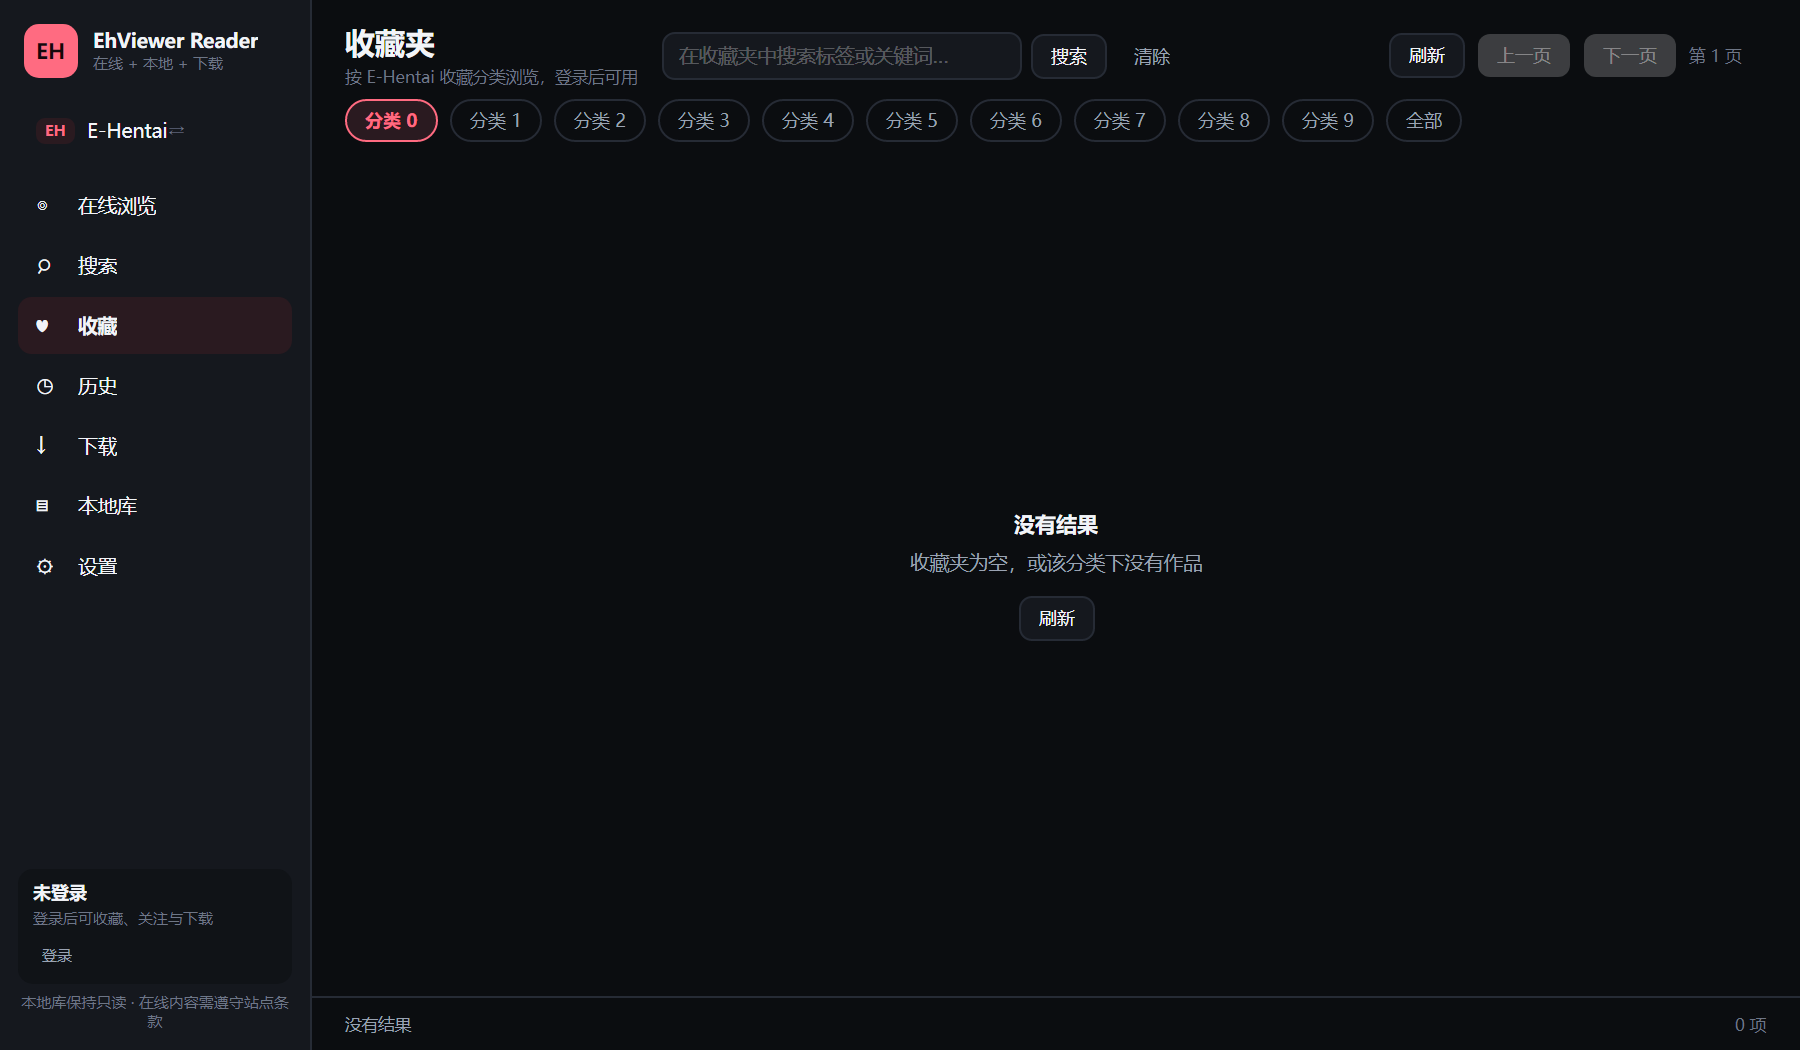 EH
EhViewer Reader
在线 + 本地 + 下载
EH E-Hentai⇌
在线浏览
搜索
收藏
历史
下载
本地库
设置
未登录
登录后可收藏、关注与下载
登录
本地库保持只读 · 在线内容需遵守站点条
款
收藏夹
按 E-Hentai 收藏分类浏览，登录后可用
在收藏夹中搜索标签或关键词...
搜索
清除
刷新
上一页
下一页
第 1 页
分类 0
分类 1
分类 2
分类 3
分类 4
分类 5
分类 6
分类 7
分类 8
分类 9
全部
没有结果
收藏夹为空，或该分类下没有作品
刷新
没有结果
0 项